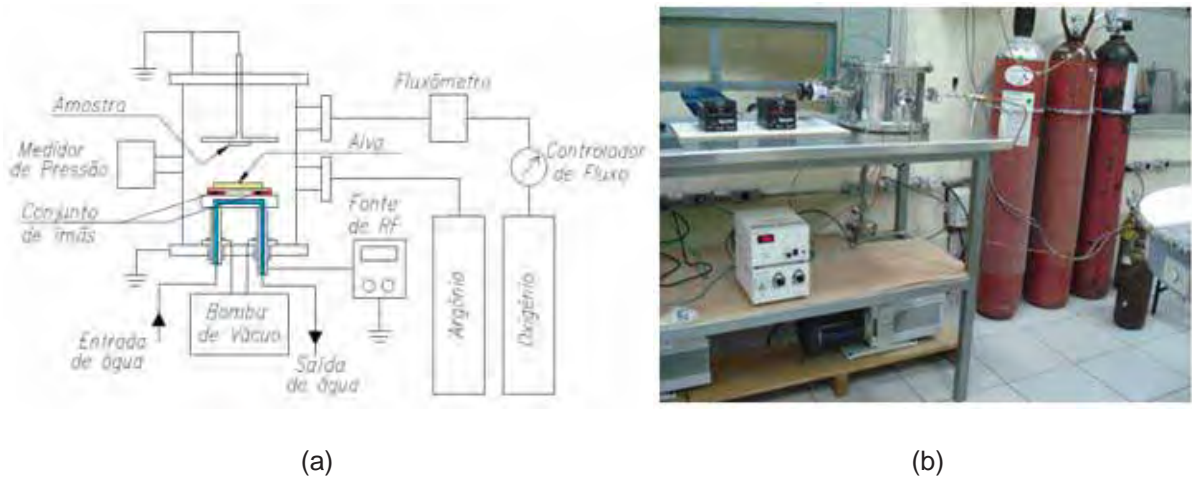 Fluxômetro
Amostra
Alvo
Medidor
de Pressão
Controlador
de Fluxo
Conjunto
de imãs
Fonte
de RF
Argônio
Oxigênio
Bomba
de Vácuo
Entrada
de água
Saída
de água
(a)
(b)